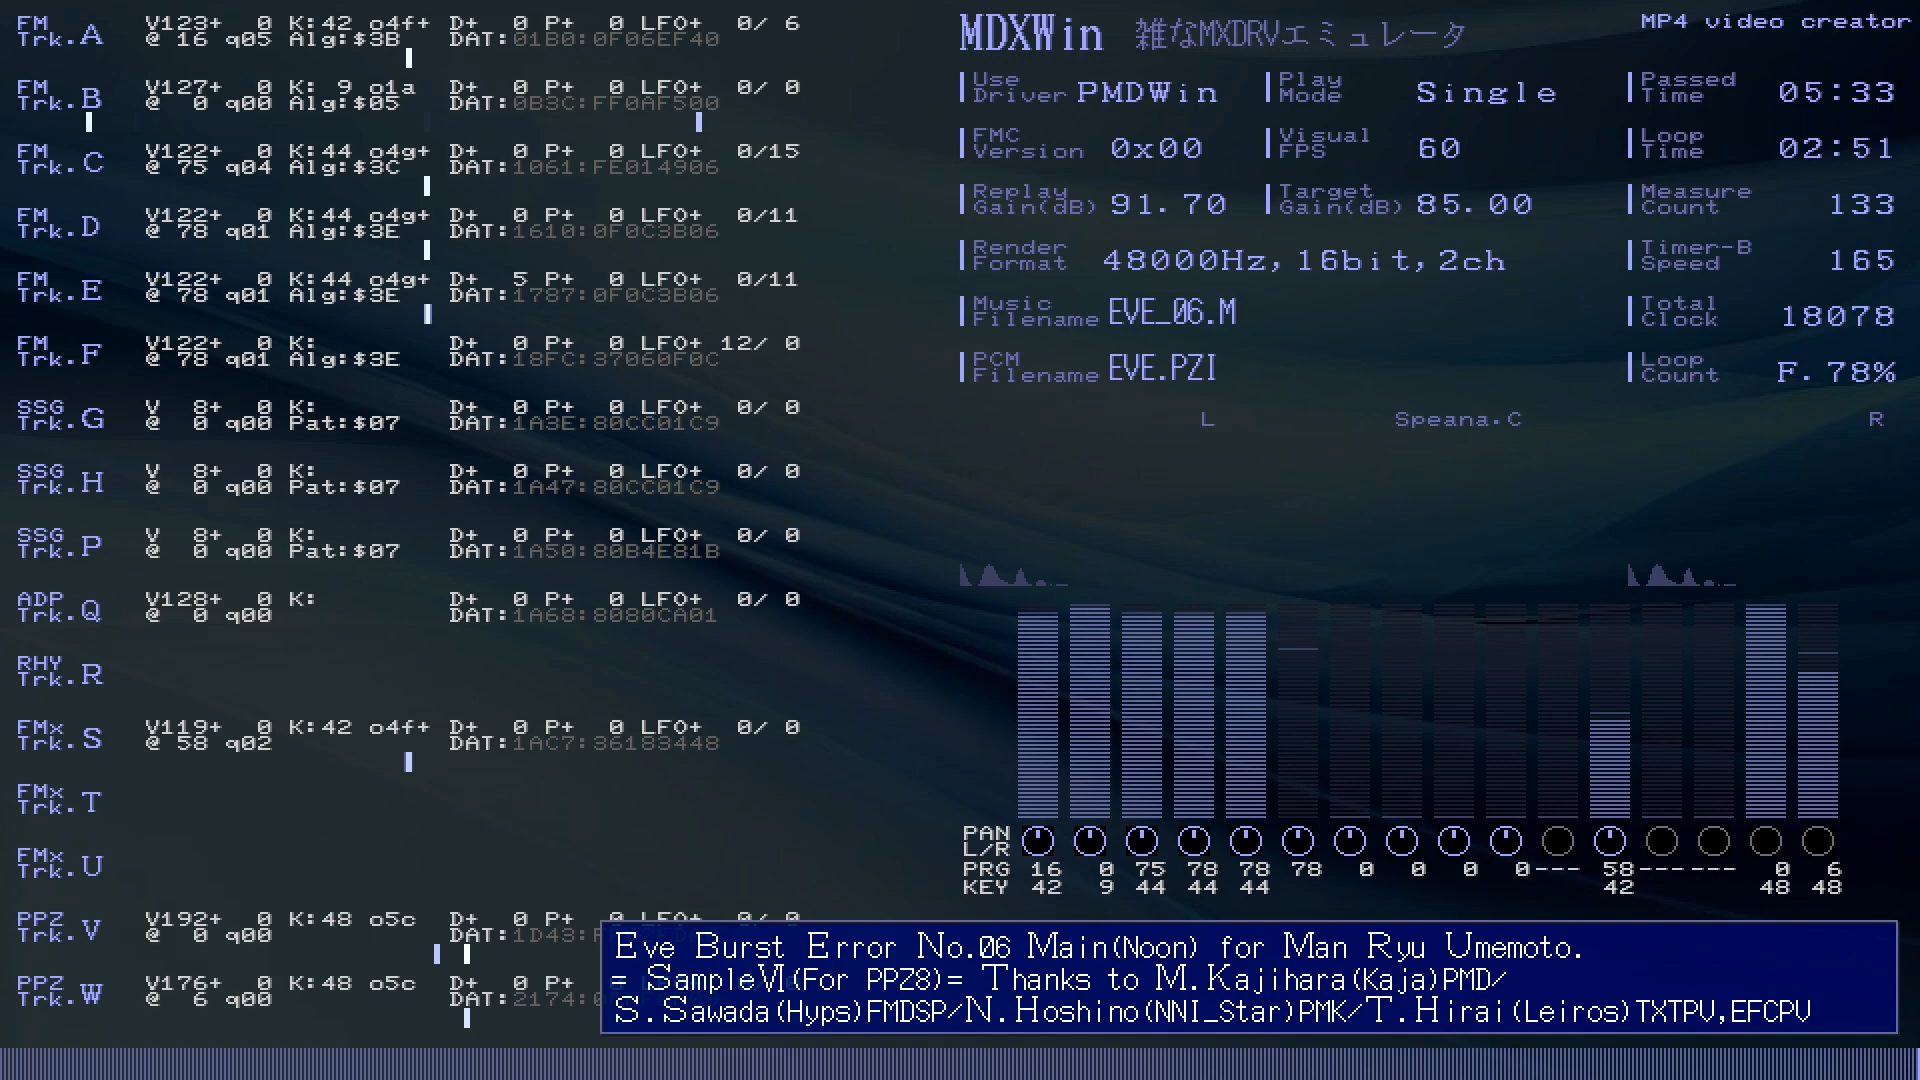 FM Trk.A V123+ 0 K:42 o4f+ D+ 0 P+ 0 LFO+ 0/ 6
@ 16 q05 Alg:$3B DAT:01B0:0F06EF40
FM Trk.B V127+ 0 K: 9 o1a D+ 0 P+ 0 LFO+ 0/ 0
@ 0 q00 Alg:$05 DAT:0B3C:FF0AF500
FM Trk.C V122+ 0 K:44 o4g+ D+ 0 P+ 0 LFO+ 0/15
@ 75 q04 Alg:$3C DAT:1061:FE014906
FM Trk.D V122+ 0 K:44 o4g+ D+ 0 P+ 0 LFO+ 0/11
@ 78 q01 Alg:$3E DAT:1610:0F0C3B06
FM Trk.E V122+ 0 K:44 o4g+ D+ 5 P+ 0 LFO+ 0/11
@ 78 q01 Alg:$3E DAT:1787:0F0C3B06
FM Trk.F V122+ 0 K: D+ 0 P+ 0 LFO+ 12/ 0
@ 78 q01 Alg:$3E DAT:18FC:37060F0C
SSG Trk.G V 8+ 0 K: D+ 0 P+ 0 LFO+ 0/ 0
@ 0 q00 Pat:$07 DAT:1A3E:80CC01C9
SSG Trk.H V 8+ 0 K: D+ 0 P+ 0 LFO+ 0/ 0
@ 0 q00 Pat:$07 DAT:1A47:80CC01C9
SSG Trk.P V 8+ 0 K: D+ 0 P+ 0 LFO+ 0/ 0
@ 0 q00 Pat:$07 DAT:1A50:80B4E81B
ADP Trk.Q V128+ 0 K: D+ 0 P+ 0 LFO+ 0/ 0
@ 0 q00 DAT:1A68:8080CA01
RHY Trk.R
FMx Trk.S V119+ 0 K:42 o4f+ D+ 0 P+ 0 LFO+ 0/ 0
@ 58 q02 DAT:1AC7:36183448
FMx Trk.T
FMx Trk.U
PPZ Trk.V V192+ 0 K:48 o5c D+ 0 P+ 0 LFO+ 0/ 0
@ 0 q00 DAT:1D43:
PPZ Trk.W V176+ 0 K:48 o5c D+ 0 P+
@ 6 q00 DAT:2174:
MDXWin 雑なMXDRVエミュレータ MP4 video creator
Use Driver PMDWin Play Mode Single Passed Time 05:33
FMC Version 0x00 Visual FPS 60 Loop Time 02:51
Replay Gain(dB) 91.70 Target Gain(dB) 85.00 Measure Count 133
Render Format 48000Hz,16bit,2ch Timer-B Speed 165
Music Filename EVE_06.M Total Clock 18078
PCM Filename EVE.PZI Loop Count F.78%
L Speana.C R
PAN L/R
PRG 16 0 75 78 78 78 0 0 0 0 --- 58 --- --- 0 6
KEY 42 9 44 44 44 42 48 48
Eve Burst Error No.06 Main(Noon) for Man Ryu Umemoto.
= SampleⅥ(For PPZ8)= Thanks to M.Kajihara(Kaja)PMD/
S.Sawada(Hyps)FMDSP/N.Hoshino(NNI_Star)PMK/T.Hirai(Leiros)TXTPV,EFCPV